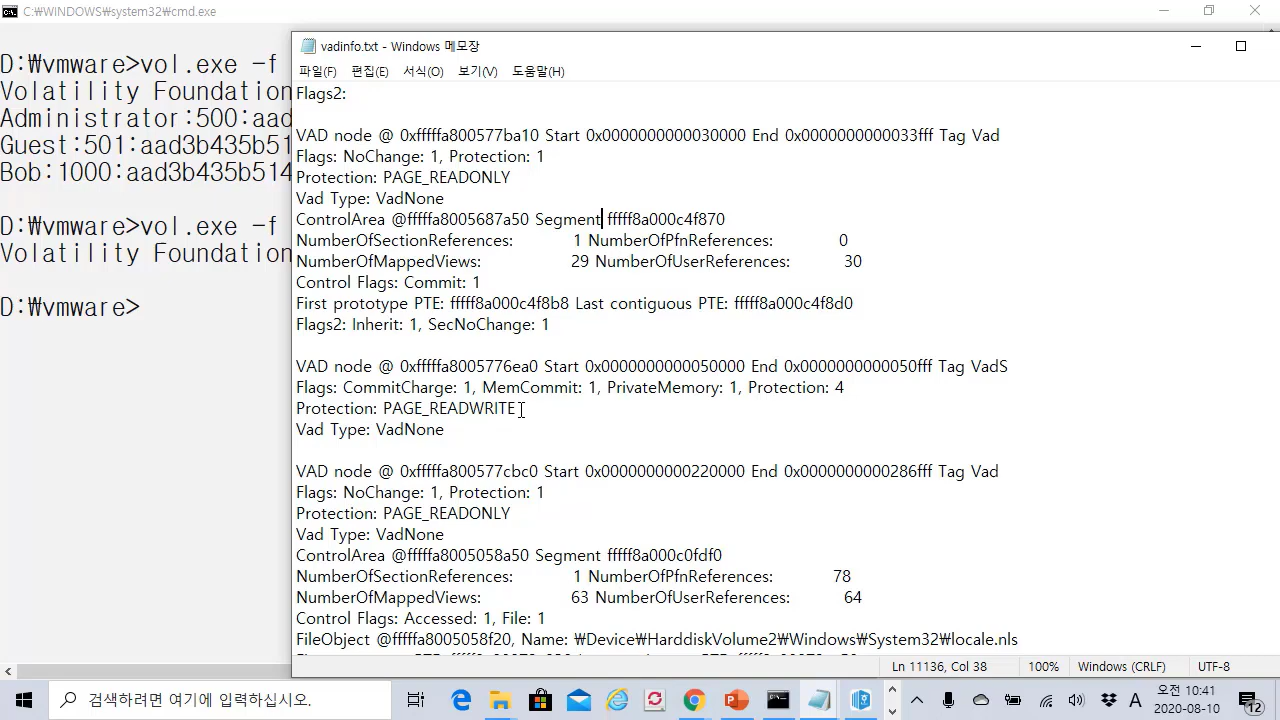 C:₩WINDOWS₩system32₩cmd.exe
D:₩vmware>vol.exe -f
Volatility Foundation
Administrator:500:aad
Guest:501:aad3b435b51
Bob:1000:aad3b435b514
D:₩vmware>vol.exe -f
Volatility Foundation
D:₩vmware>
vadinfo.txt - Windows 메모장
파일(F) 편집(E) 서식(O) 보기(V) 도움말(H)
Flags2:
VAD node @ 0xfffffa800577ba10 Start 0x0000000000030000 End 0x0000000000033fff Tag Vad
Flags: NoChange: 1, Protection: 1
Protection: PAGE_READONLY
Vad Type: VadNone
ControlArea @fffffa8005687a50 Segment fffff8a000c4f870
NumberOfSectionReferences: 1 NumberOfPfnReferences: 0
NumberOfMappedViews: 29 NumberOfUserReferences: 30
Control Flags: Commit: 1
First prototype PTE: fffff8a000c4f8b8 Last contiguous PTE: fffff8a000c4f8d0
Flags2: Inherit: 1, SecNoChange: 1
VAD node @ 0xfffffa8005776ea0 Start 0x0000000000050000 End 0x0000000000050fff Tag VadS
Flags: CommitCharge: 1, MemCommit: 1, PrivateMemory: 1, Protection: 4
Protection: PAGE_READWRITE
Vad Type: VadNone
VAD node @ 0xfffffa800577cbc0 Start 0x0000000000220000 End 0x0000000000286fff Tag Vad
Flags: NoChange: 1, Protection: 1
Protection: PAGE_READONLY
Vad Type: VadNone
ControlArea @fffffa8005058a50 Segment fffff8a000c0fdf0
NumberOfSectionReferences: 1 NumberOfPfnReferences: 78
NumberOfMappedViews: 63 NumberOfUserReferences: 64
Control Flags: Accessed: 1, File: 1
FileObject @fffffa8005058f20, Name: ₩Device₩HarddiskVolume2₩Windows₩System32₩locale.nls
Ln 11136, Col 38 100% Windows (CRLF) UTF-8
검색하려면 여기에 입력하십시오.
A
오전 10:41
2020-08-10
12